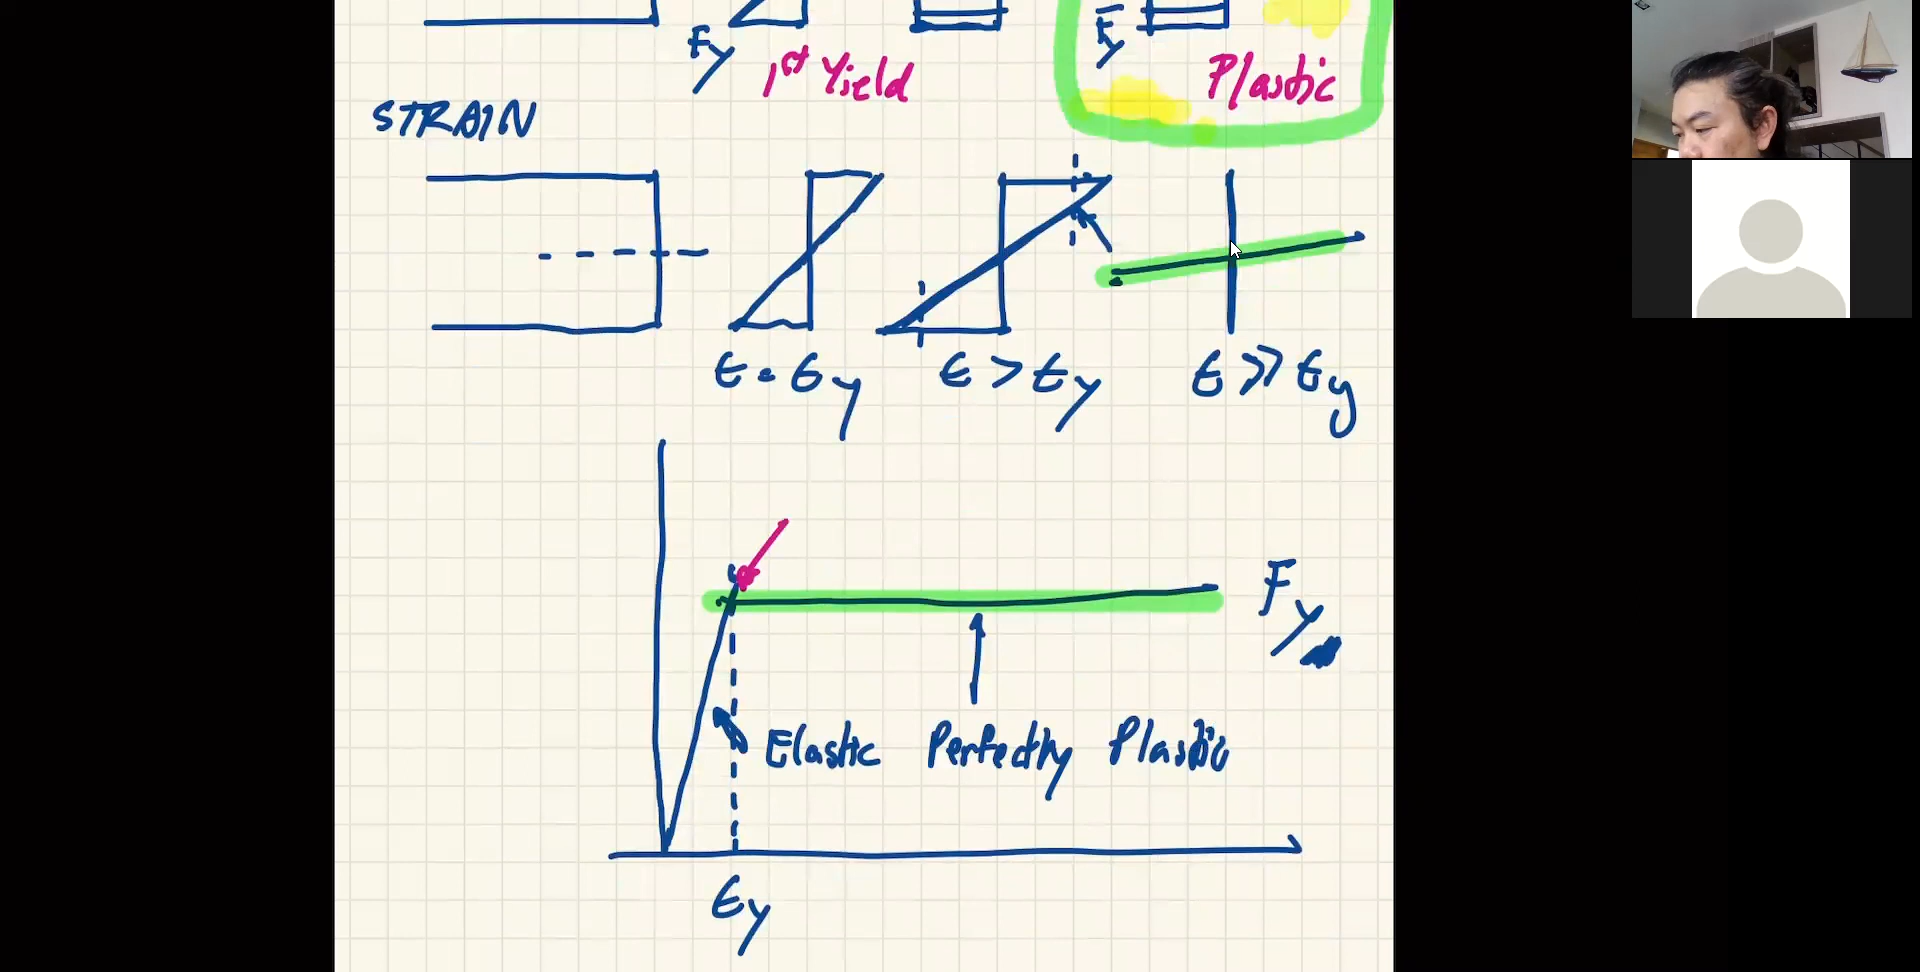 Fy 1st Yield Fy Plastic
STRAIN
ε = εy ε > εy ε >> εy
Fy
Elastic Perfectly Plastic
εy